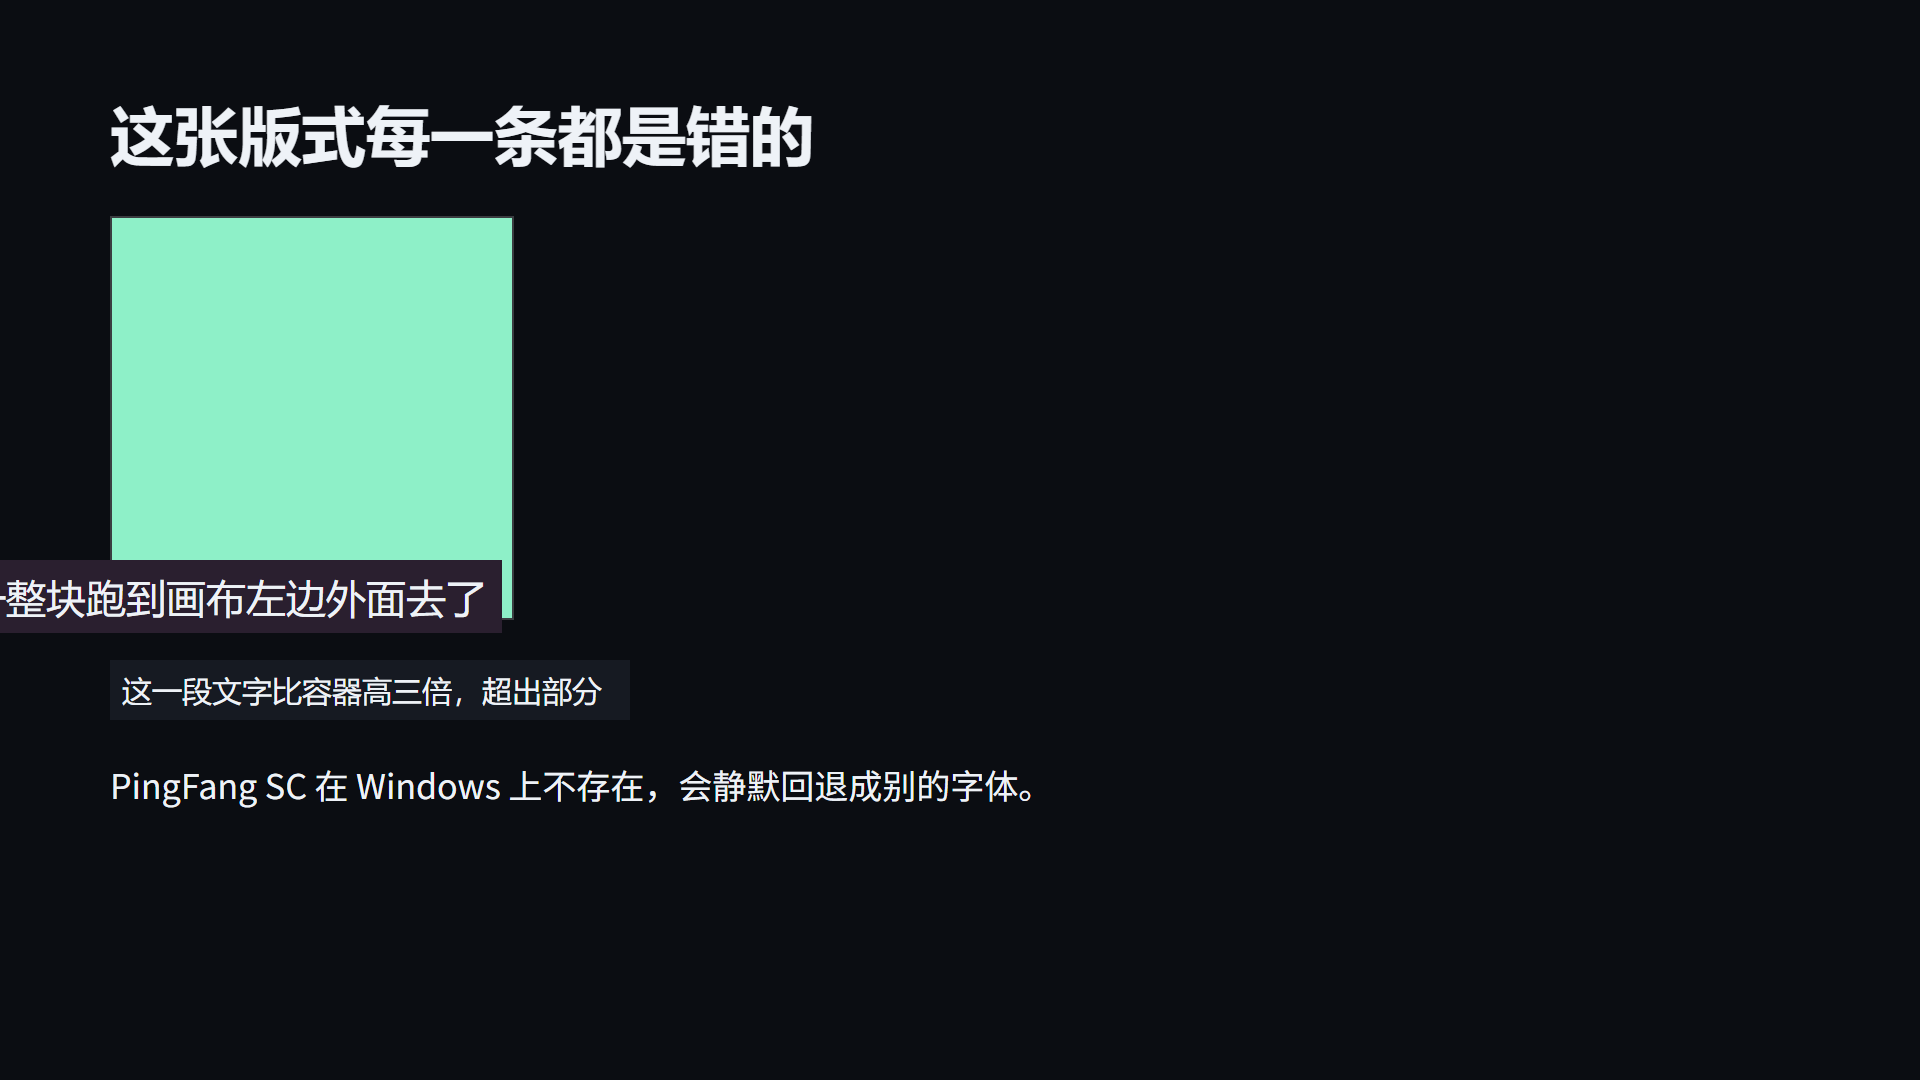 这张版式每一条都是错的
整块跑到画布左边外面去了
这一段文字比容器高三倍，超出部分
PingFang SC 在 Windows 上不存在，会静默回退成别的字体。